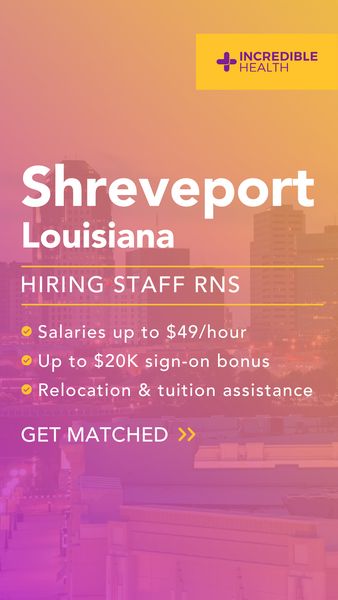 INCREDIBLE
HEALTH
Shreveport
Louisiana
HIRING STAFF RNS
Salaries up to $49/hour
Up to $20K sign-on bonus
Relocation & tuition assistance
GET MATCHED >>